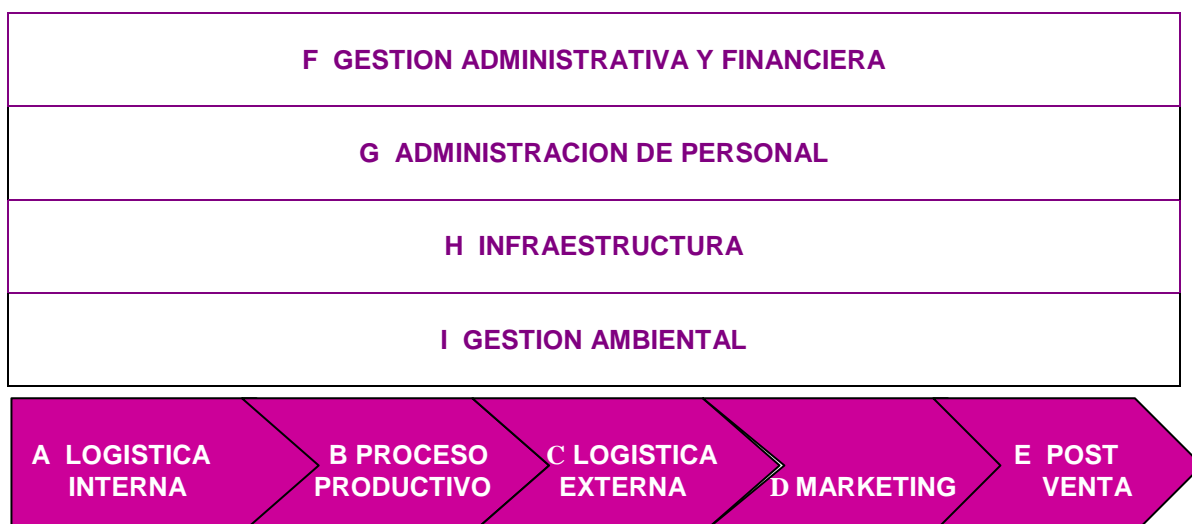 F GESTION ADMINISTRATIVA Y FINANCIERA
G ADMINISTRACION DE PERSONAL
H INFRAESTRUCTURA
I GESTION AMBIENTAL
A LOGISTICA
INTERNA
B PROCESO
PRODUCTIVO
C LOGISTICA
EXTERNA
D MARKETING
E POST
VENTA